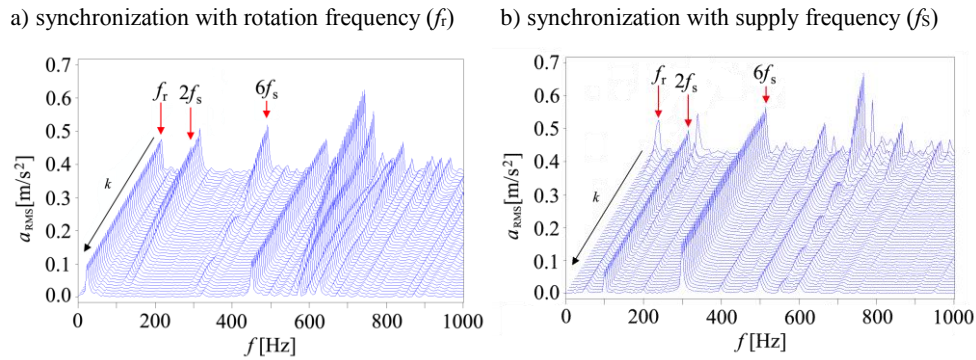 a) synchronization with rotation frequency (fr)
b) synchronization with supply frequency (fS)
0.7
0.6
0.5
0.4
0.3
0.2
0.1
0.0
aRMS[m/s²]
fr
2fs
6fs
k
0 200 400 600 800 1000
f [Hz]
0.7
0.6
0.5
0.4
0.3
0.2
0.1
0.0
aRMS[m/s²]
fr
2fs
6fs
k
0 200 400 600 800 1000
f [Hz]